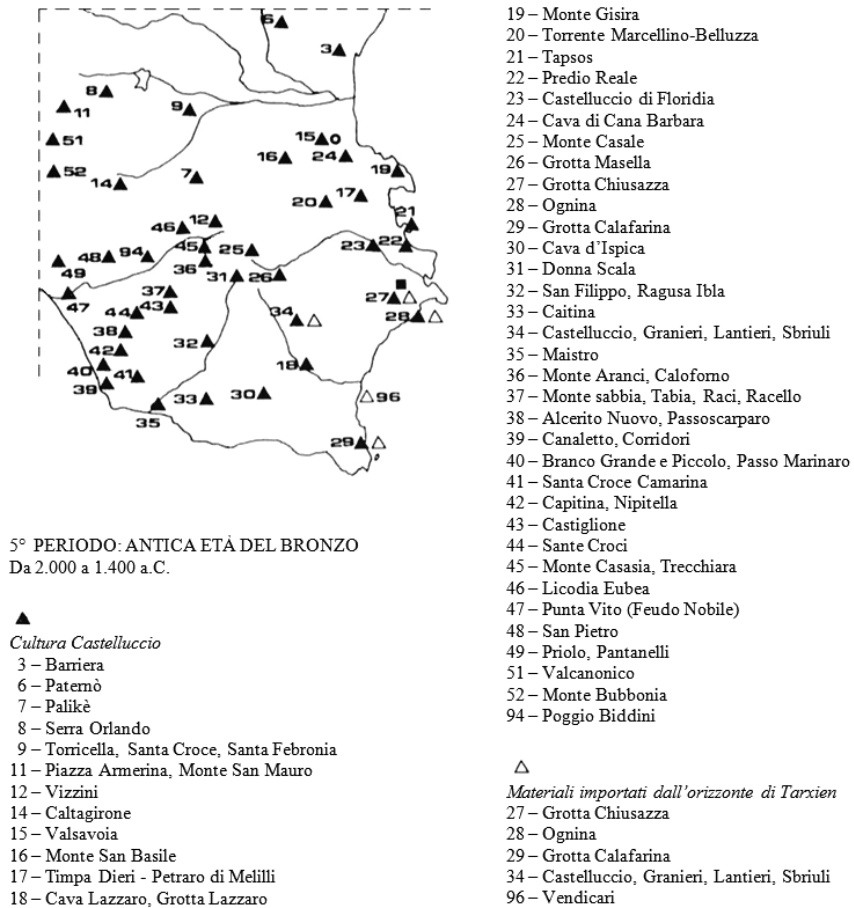 6
3
8
11
9
51
15 0
16
24
52
7
19
14
17
20
12
21
46
45
25
23
22
48
94
36
49
31
26
37
27
47
43
44
34
28
38
32
42
18
40
41
30
96
39
33
35
29
5° PERIODO: ANTICA ETÀ DEL BRONZO
Da 2.000 a 1.400 a.C.
Cultura Castelluccio
3 – Barriera
6 – Paternò
7 – Palikè
8 – Serra Orlando
9 – Torricella, Santa Croce, Santa Febronia
11 – Piazza Armerina, Monte San Mauro
12 – Vizzini
14 – Caltagirone
15 – Valsavoia
16 – Monte San Basile
17 – Timpa Dieri - Petraro di Melilli
18 – Cava Lazzaro, Grotta Lazzaro
19 – Monte Gisira
20 – Torrente Marcellino-Belluzza
21 – Tapsos
22 – Predio Reale
23 – Castelluccio di Floridia
24 – Cava di Cana Barbara
25 – Monte Casale
26 – Grotta Masella
27 – Grotta Chiusazza
28 – Ognina
29 – Grotta Calafarina
30 – Cava d'Ispica
31 – Donna Scala
32 – San Filippo, Ragusa Ibla
33 – Caitina
34 – Castelluccio, Granieri, Lantieri, Sbriuli
35 – Maistro
36 – Monte Aranci, Caloforno
37 – Monte sabbia, Tabia, Raci, Racello
38 – Alcerito Nuovo, Passoscarparo
39 – Canaletto, Corridori
40 – Branco Grande e Piccolo, Passo Marinaro
41 – Santa Croce Camarina
42 – Capitina, Nipitella
43 – Castiglione
44 – Sante Croci
45 – Monte Casasia, Trecchiara
46 – Licodia Eubea
47 – Punta Vito (Feudo Nobile)
48 – San Pietro
49 – Priolo, Pantanelli
51 – Valcanonico
52 – Monte Bubbonia
94 – Poggio Biddini
Materiali importati dall'orizzonte di Tarxien
27 – Grotta Chiusazza
28 – Ognina
29 – Grotta Calafarina
34 – Castelluccio, Granieri, Lantieri, Sbriuli
96 – Vendicari